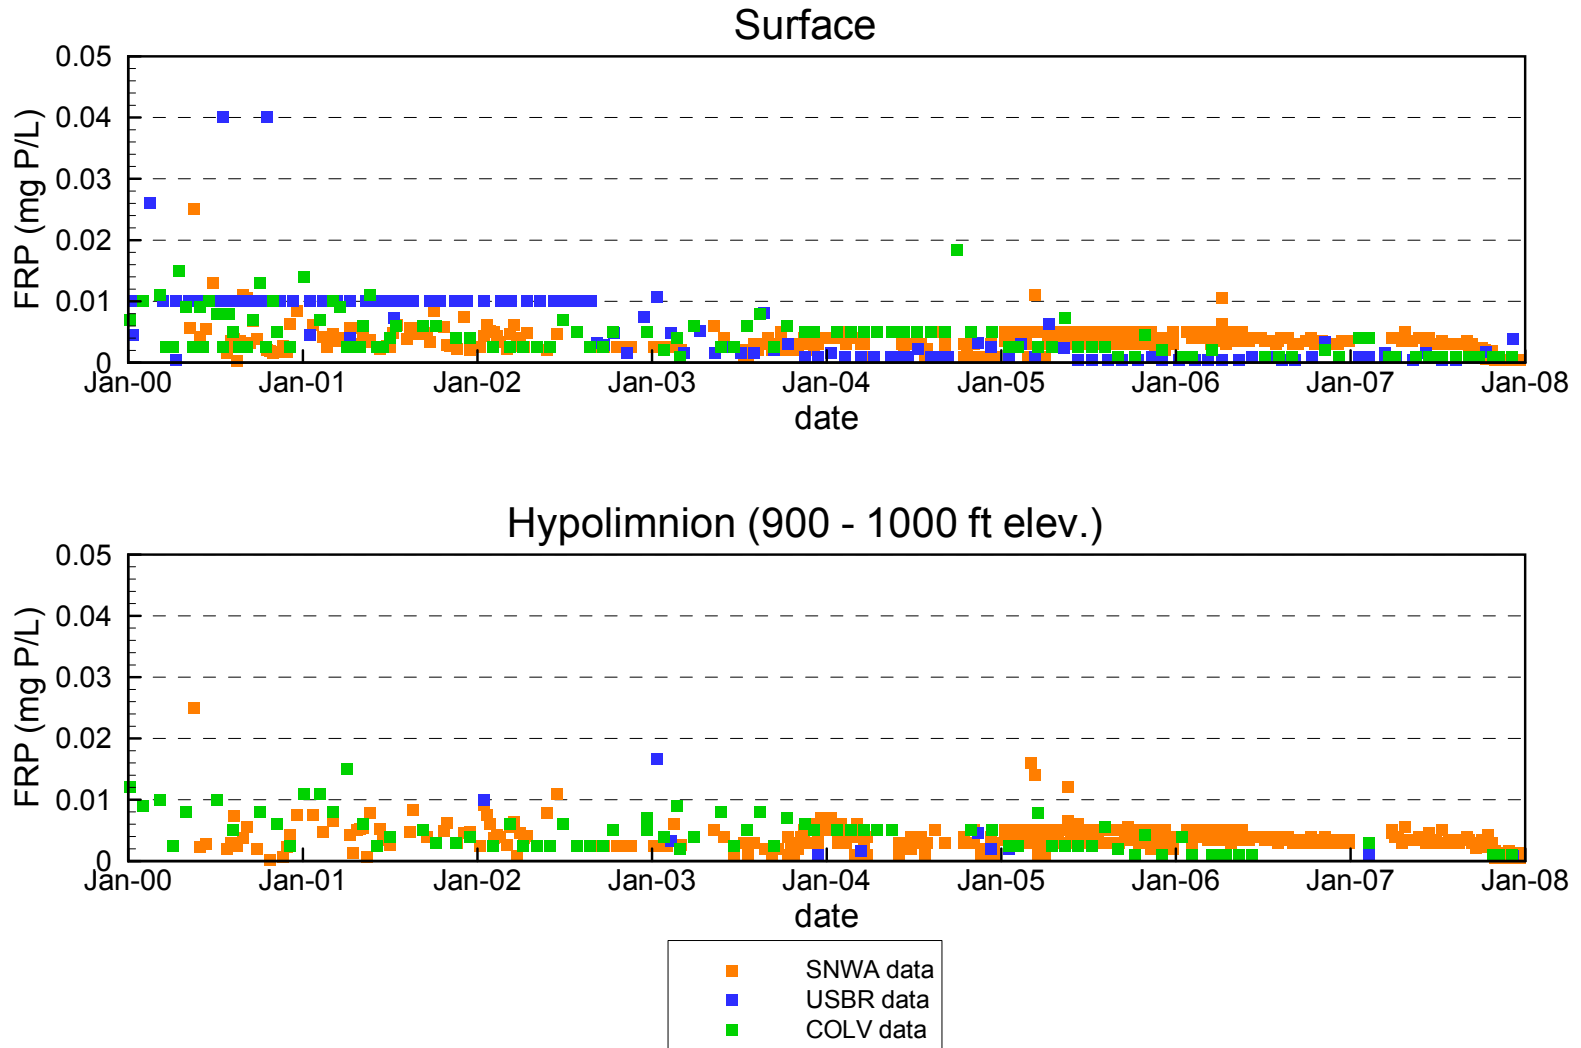 Surface
0.05
0.04
0.03
0.02
0.01
0
FRP (mg P/L)
Jan-00 Jan-01 Jan-02 Jan-03 Jan-04 Jan-05 Jan-06 Jan-07 Jan-08
date
Hypolimnion (900 - 1000 ft elev.)
0.05
0.04
0.03
0.02
0.01
0
FRP (mg P/L)
Jan-00 Jan-01 Jan-02 Jan-03 Jan-04 Jan-05 Jan-06 Jan-07 Jan-08
date
SNWA data
USBR data
COLV data